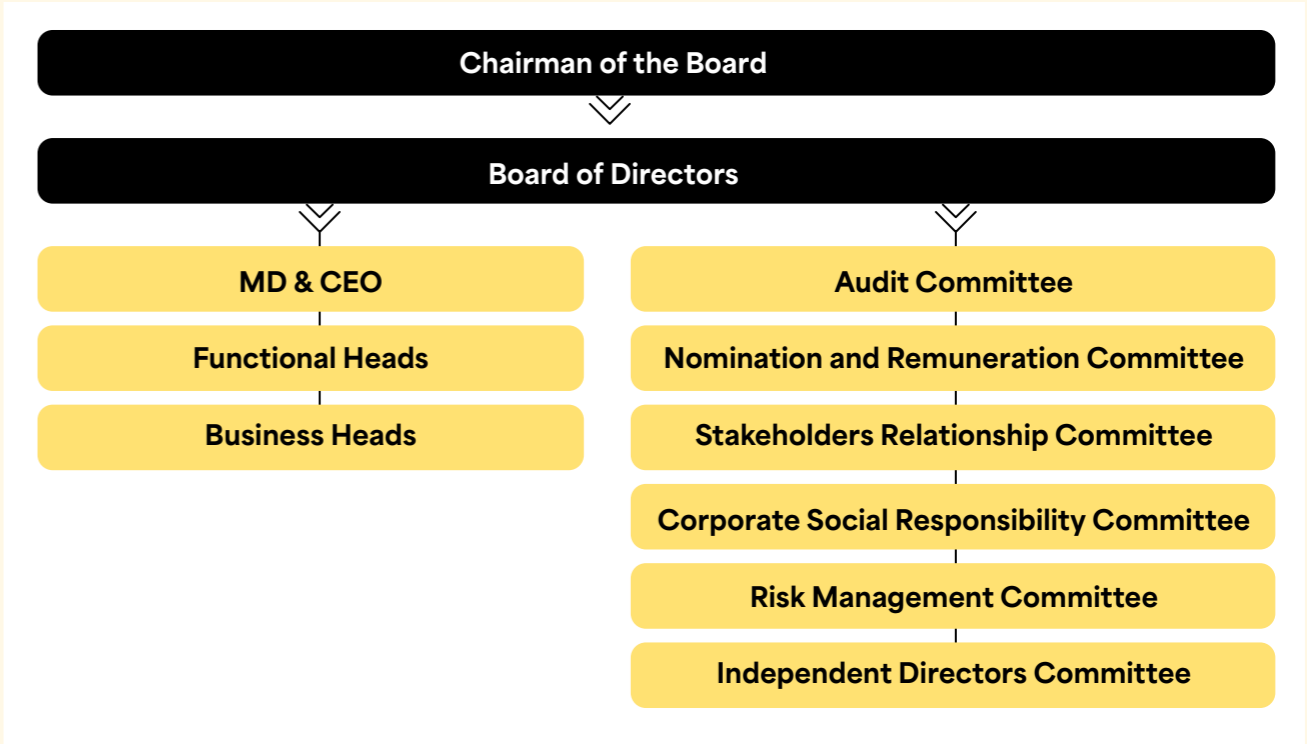 Chairman of the Board
Board of Directors
MD & CEO
Functional Heads
Business Heads
Audit Committee
Nomination and Remuneration Committee
Stakeholders Relationship Committee
Corporate Social Responsibility Committee
Risk Management Committee
Independent Directors Committee